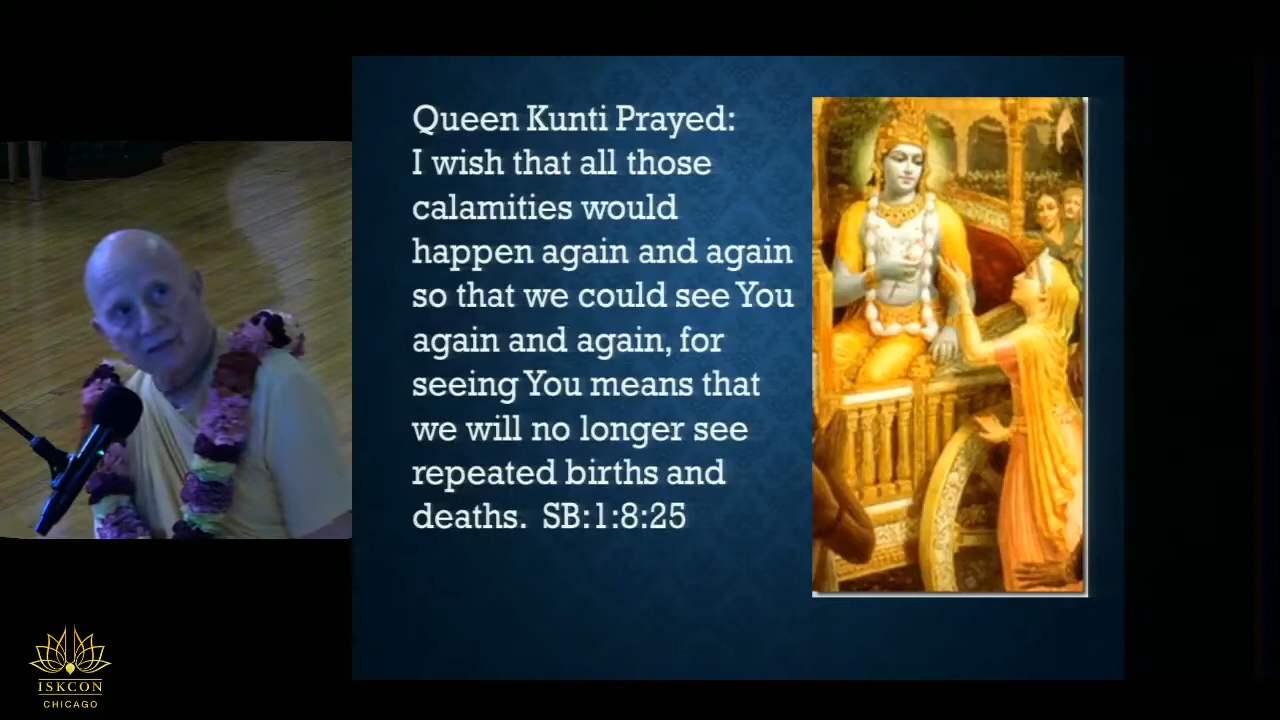 Queen Kunti Prayed:
I wish that all those
calamities would
happen again and again
so that we could see You
again and again, for
seeing You means that
we will no longer see
repeated births and
deaths.  SB:1:8:25
ISKCON
CHICAGO